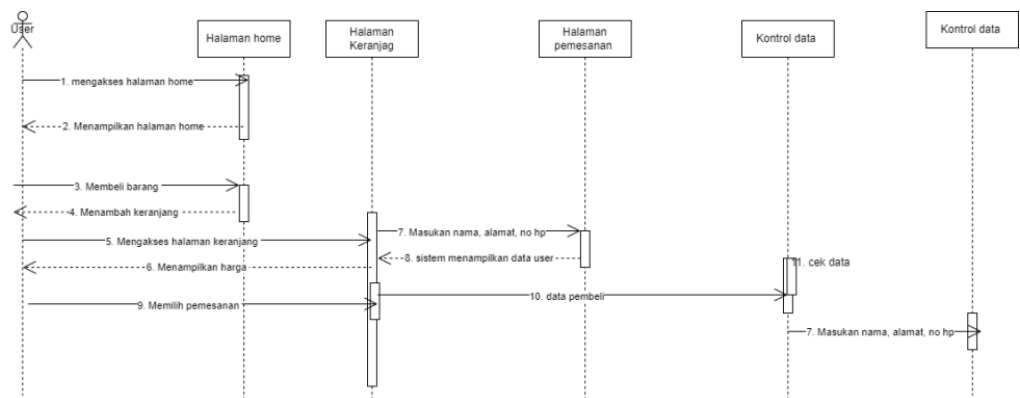 User
Halaman home
Halaman
Keranjag
Halaman
pemesanan
Kontrol data
Kontrol data
1. mengakses halaman home
2. Menampilkan halaman home
3. Membeli barang
4. Menambah keranjang
5. Mengakses halaman keranjang
7. Masukan nama, alamat, no hp
8. sistem menampilkan data user
6. Menampilkan harga
11. cek data
9. Memilih pemesanan
10. data pembeli
7. Masukan nama, alamat, no hp